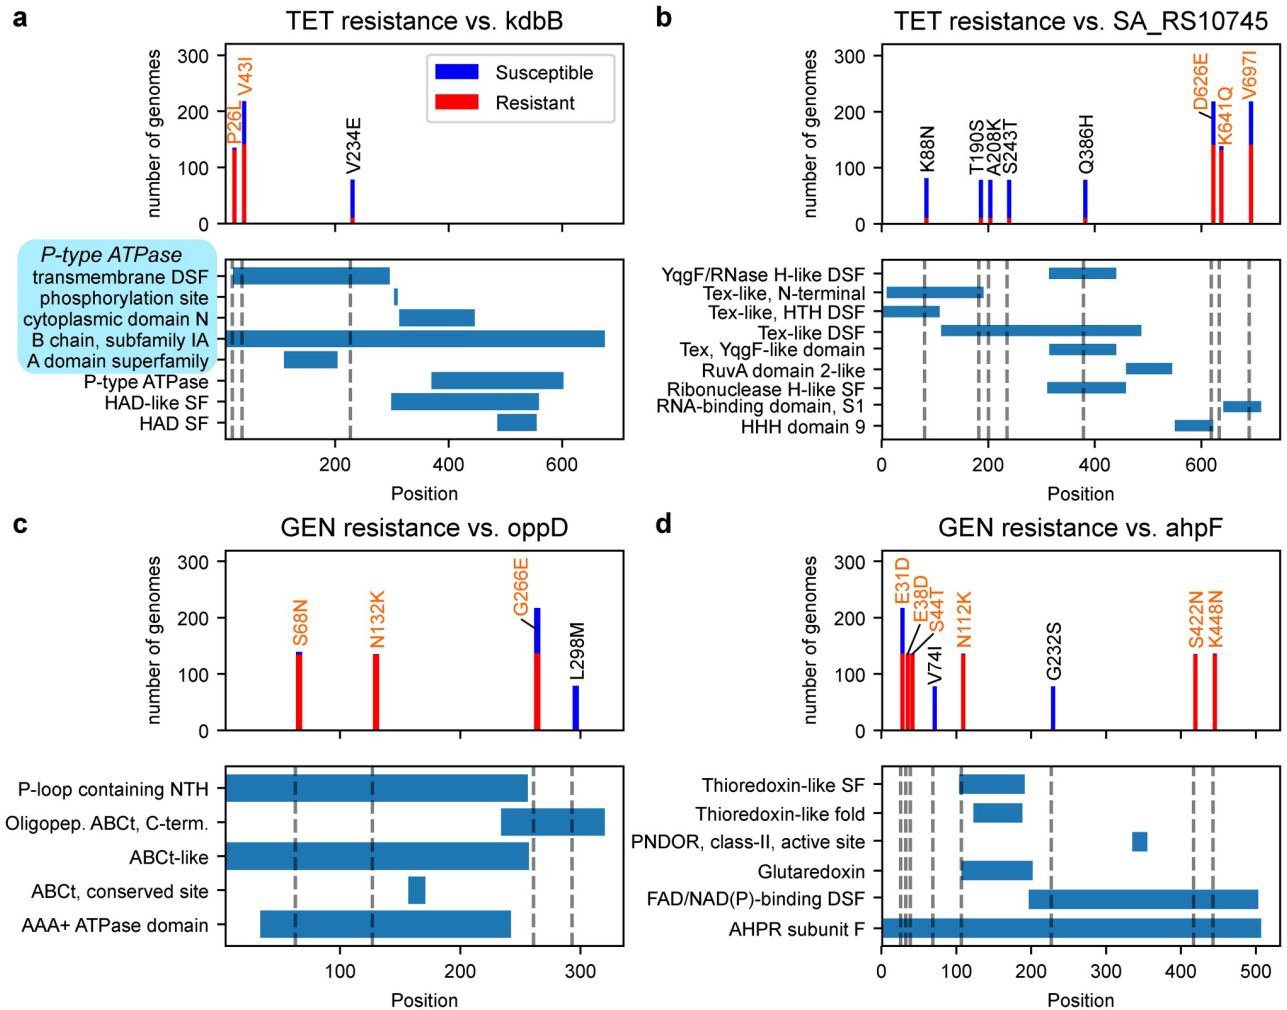 a
TET resistance vs. kdbB
number of genomes
300
200
100
0
P26L
V43I
V234E
Susceptible
Resistant
P-type ATPase
transmembrane DSF
phosphorylation site
cytoplasmic domain N
B chain, subfamily IA
A domain superfamily
P-type ATPase
HAD-like SF
HAD SF
200 400 600
Position
b
TET resistance vs. SA_RS10745
number of genomes
300
200
100
0
K88N
T190S
A208K
S243T
Q386H
D626E
K641Q
V697I
YqgF/RNase H-like DSF
Tex-like, N-terminal
Tex-like, HTH DSF
Tex-like DSF
Tex, YqgF-like domain
RuvA domain 2-like
Ribonuclease H-like SF
RNA-binding domain, S1
HHH domain 9
0 200 400 600
Position
c
GEN resistance vs. oppD
number of genomes
300
200
100
0
S68N
N132K
G266E
L298M
100 200 300
P-loop containing NTH
Oligopep. ABCt, C-term.
ABCt-like
ABCt, conserved site
AAA+ ATPase domain
100 200 300
Position
d
GEN resistance vs. ahpF
number of genomes
300
200
100
0
E31D
E38D
S44T
V74I
N112K
G232S
S422N
K448N
Thioredoxin-like SF
Thioredoxin-like fold
PNDOR, class-II, active site
Glutaredoxin
FAD/NAD(P)-binding DSF
AHPR subunit F
0 100 200 300 400 500
Position